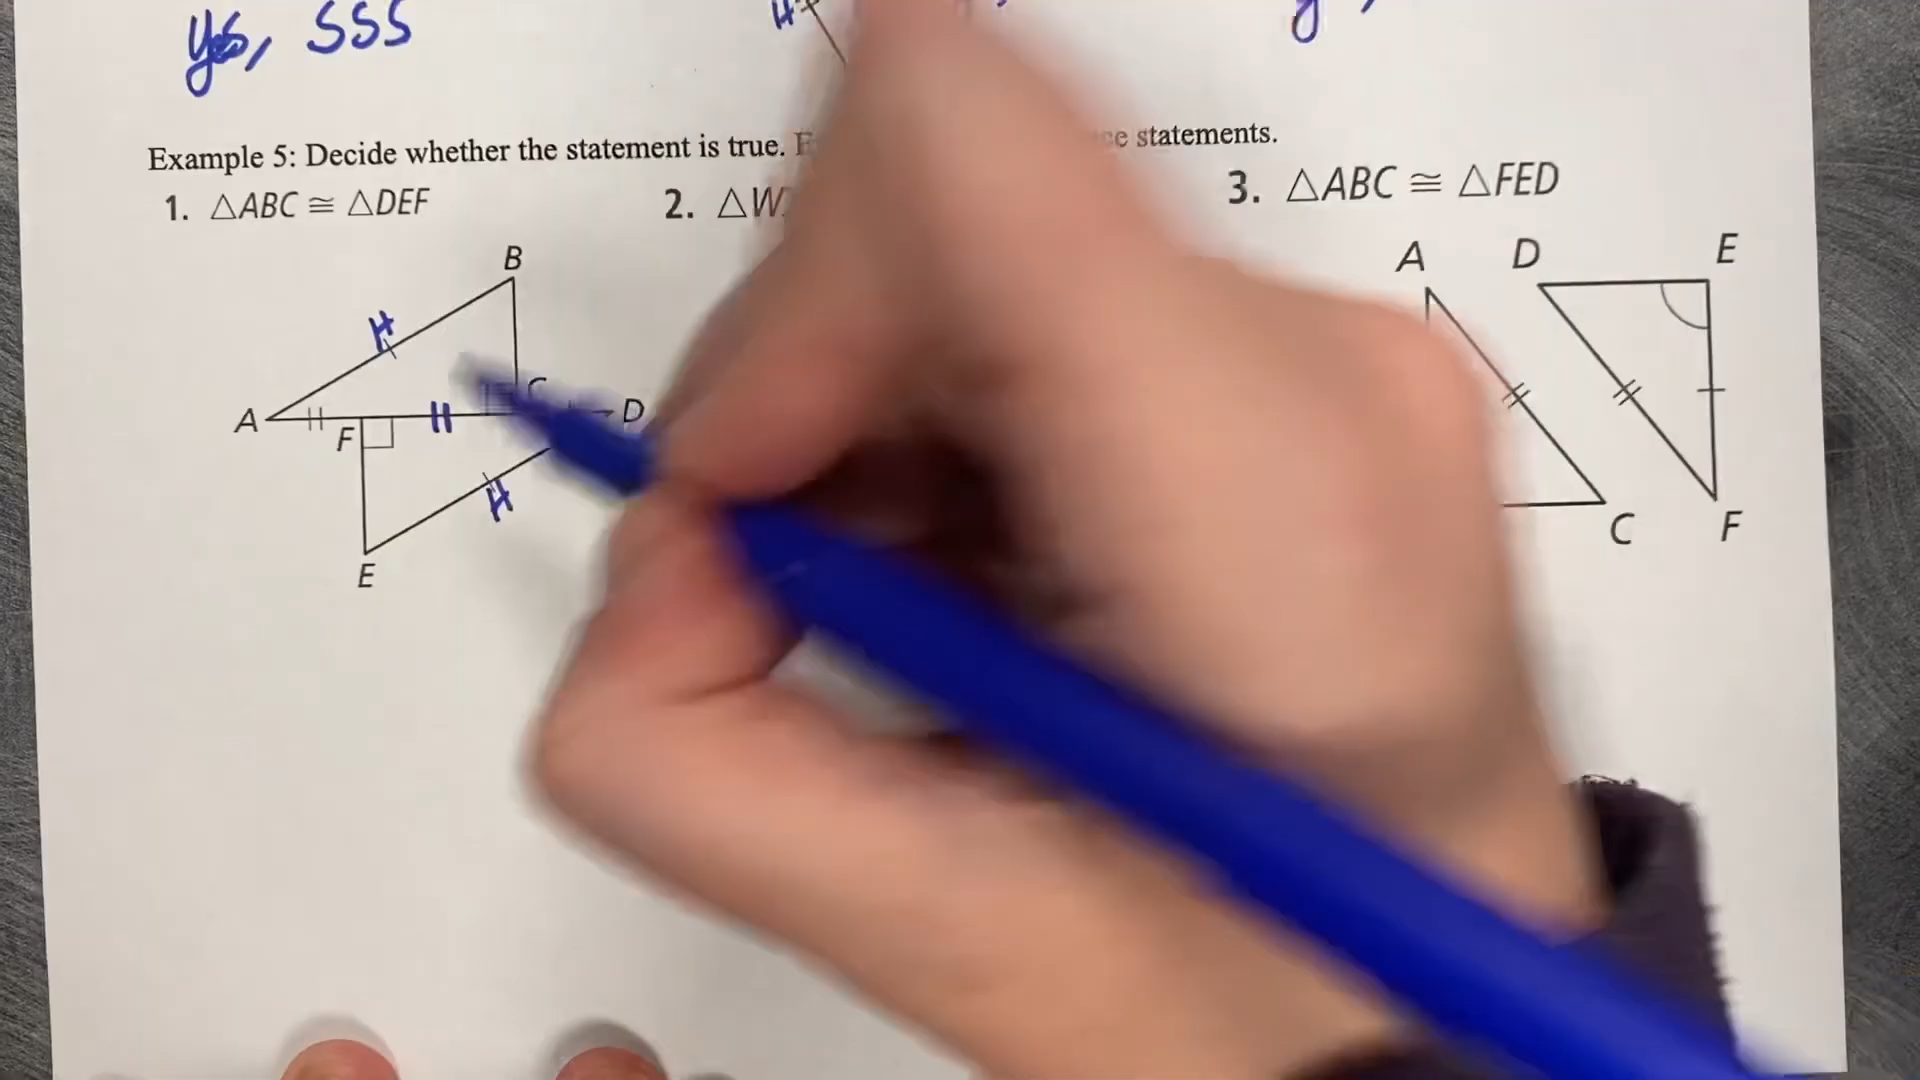 yes, SSS
H
Example 5: Decide whether the statement is true. statements.
1. △ABC ≅ △DEF
2. △W
3. △ABC ≅ △FED
B
A
D
E
H
A
F
C
D
H
C
F
E